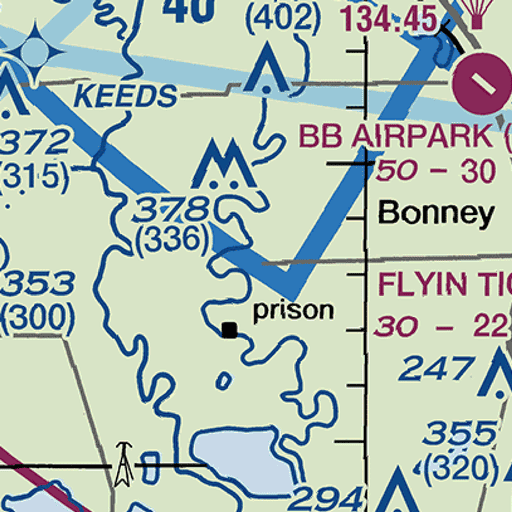 40
(402)
134.45
KEEDS
372
(315)
BB AIRPARK (
50 - 30
378
(336)
Bonney
353
(300)
prison
FLYIN TIG
30 - 22
247
355
(320)
294